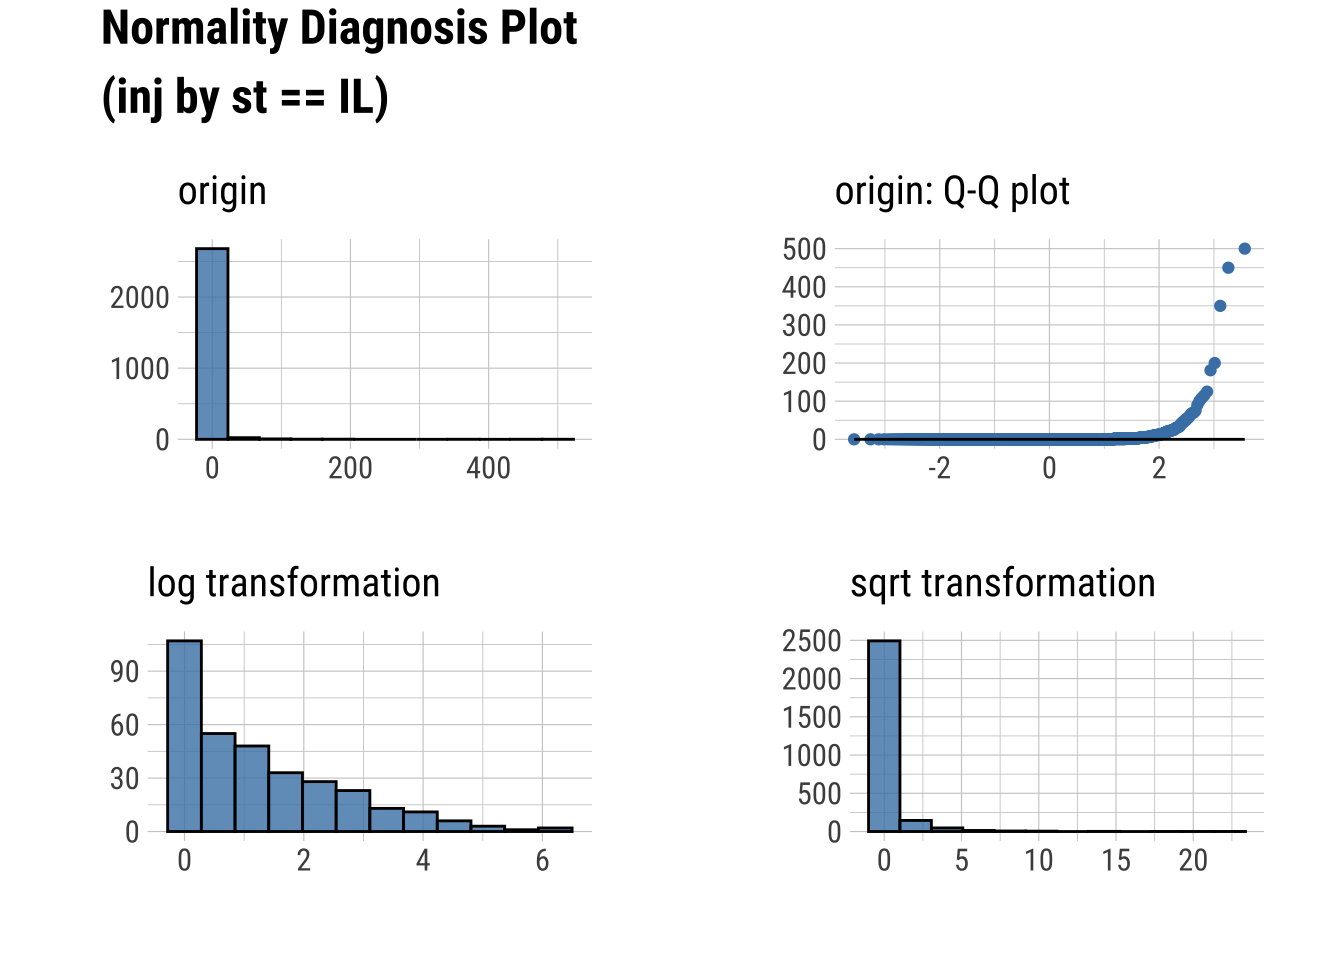 Normality Diagnosis Plot
(inj by st == IL)
origin
2000
1000
0
0 200 400
origin: Q-Q plot
500
400
300
200
100
0
-2 0 2
log transformation
90
60
30
0
0 2 4 6
sqrt transformation
2500
2000
1500
1000
500
0
0 5 10 15 20